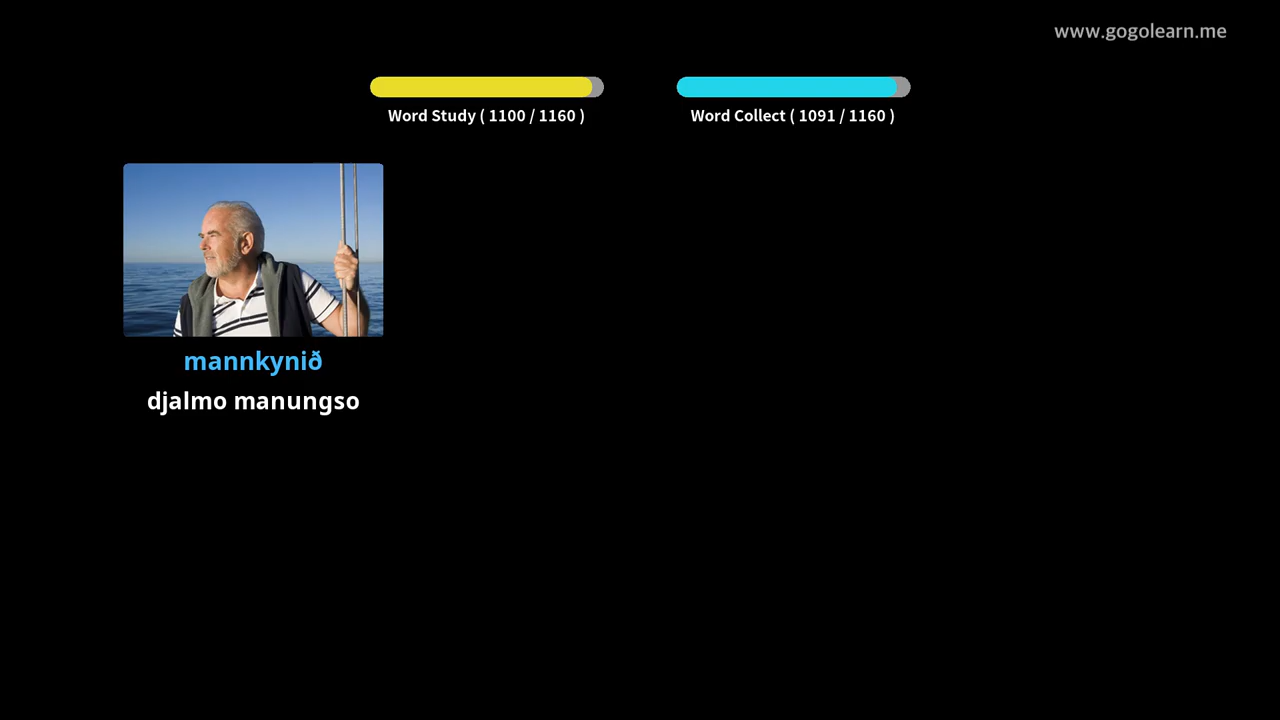 www.gogolearn.me
Word Study ( 1100 / 1160 )
Word Collect ( 1091 / 1160 )
mannkynið
djalmo manungso